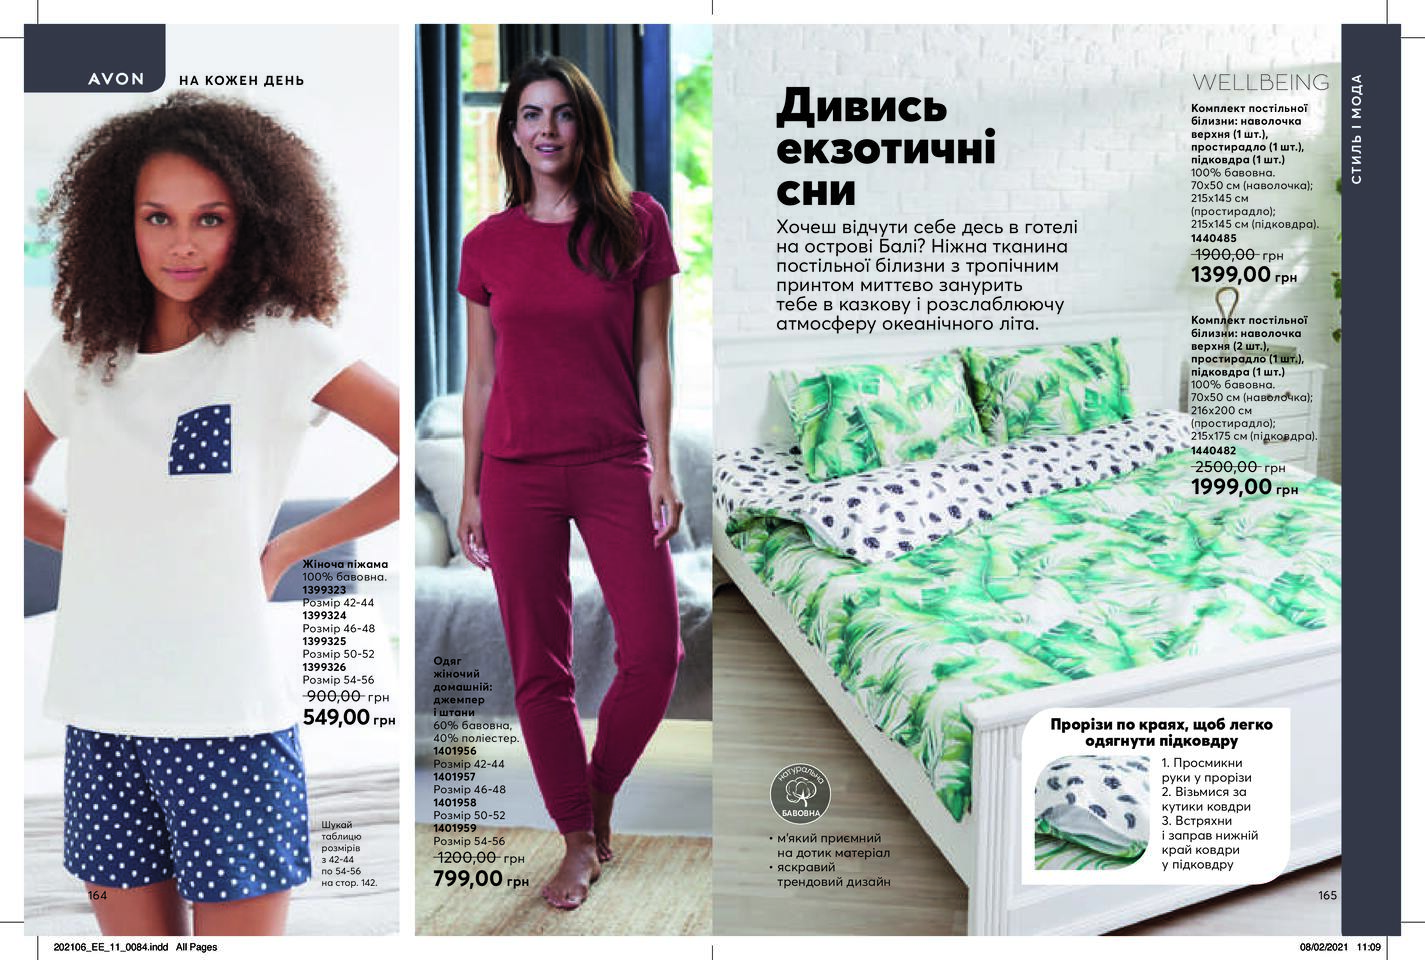 AVON
НА КОЖЕН ДЕНЬ
Жіноча піжама
100% бавовна.
1399323
Розмір 42-44
1399324
Розмір 46-48
1399325
Розмір 50-52
1399326
Розмір 54-56
900,00 грн
549,00 грн
Шукай
таблицю
розмірів
з 42-44
по 54-56
на стор. 142.
164
Одяг
жіночий
домашній:
джемпер
і штани
60% бавовна,
40% поліестер.
1401956
Розмір 42-44
1401957
Розмір 46-48
1401958
Розмір 50-52
1401959
Розмір 54-56
1200,00 грн
799,00 грн
Дивись
екзотичні
сни
Хочеш відчути себе десь в готелі
на острові Балі? Ніжна тканина
постільної білизни з тропічним
принтом миттєво занурить
тебе в казкову і розслаблюючу
атмосферу океанічного літа.
WELLBEING
Комплект постільної
білизни: наволочка
верхня (1 шт.),
простирадло (1 шт.),
підковдра (1 шт.)
100% бавовна.
70х50 см (наволочка);
215х145 см
(простирадло);
215х145 см (підковдра).
1440485
1900,00 грн
1399,00 грн
Комплект постільної
білизни: наволочка
верхня (2 шт.),
простирадло (1 шт.),
підковдра (1 шт.)
100% бавовна.
70х50 см (наволочка);
216х200 см
(простирадло);
215х175 см (підковдра).
1440482
2500,00 грн
1999,00 грн
СТИЛЬ І МОДА
натуральна
БАВОВНА
• м'який приємний
на дотик матеріал
• яскравий
трендовий дизайн
Прорізи по краях, щоб легко
одягнути підковдру
1. Просмикни
руки у прорізи
2. Візьмися за
кутики ковдри
3. Встряхни
і заправ нижній
край ковдри
у підковдру
165
202106_EE_11_0084.indd All Pages
08/02/2021 11:09